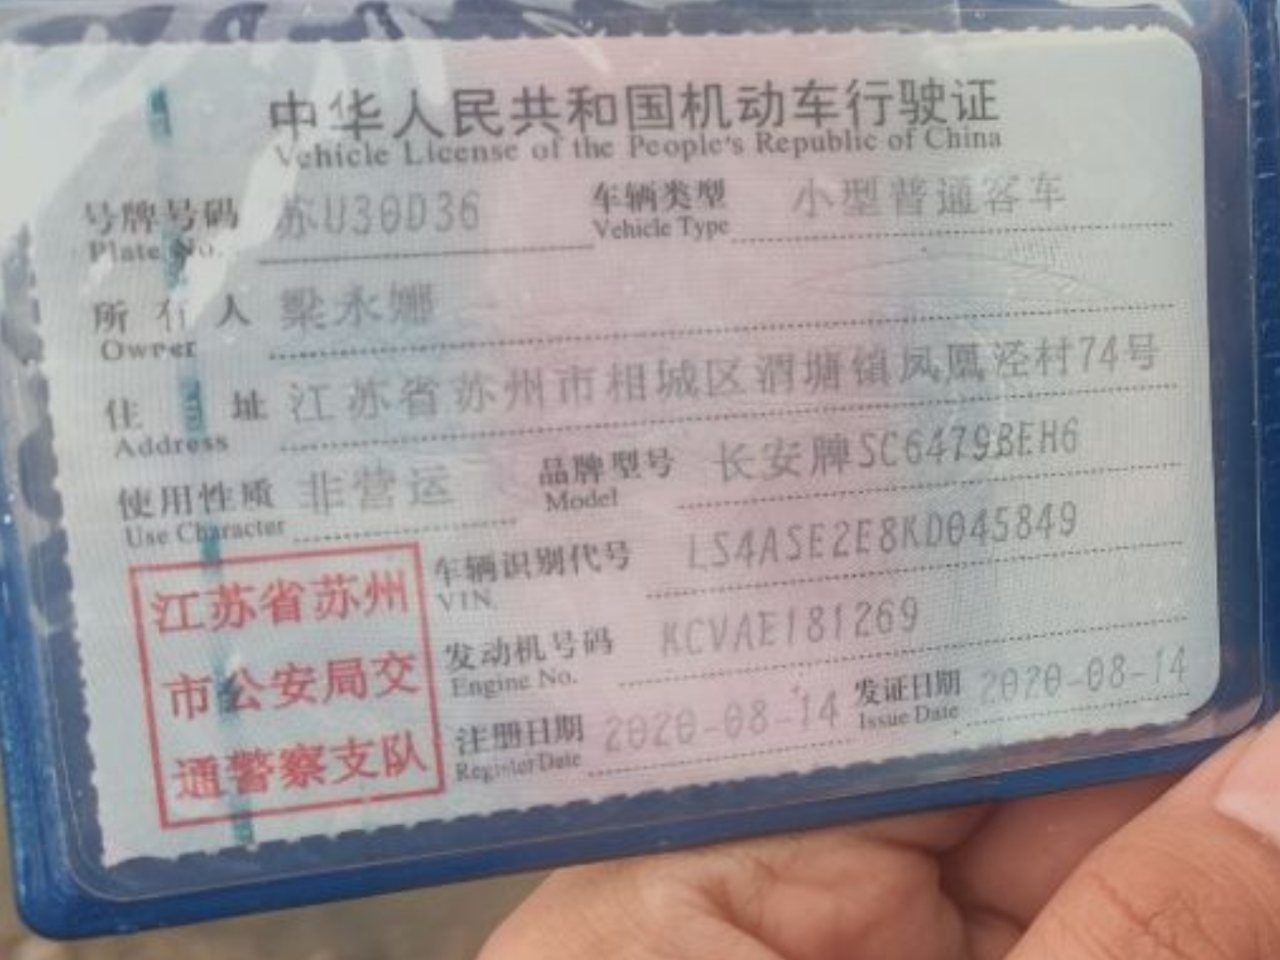 中华人民共和国机动车行驶证
Vehicle License of the People's Republic of China
号牌号码 苏U30D36 车辆类型 小型普通客车
Plate No. Vehicle Type
所有人 梁永娜
Owner
住址 江苏省苏州市相城区渭塘镇凤凰泾村74号
Address
使用性质 非营运 品牌型号 长安牌SC6479BEH6
Use Character Model
车辆识别代号 LS4ASE2E8KD045849
VIN
发动机号码 KCVAE181269
Engine No.
注册日期 2020-08-14 发证日期 2020-08-14
Register Date Issue Date
江苏省苏州
市公安局交
通警察支队